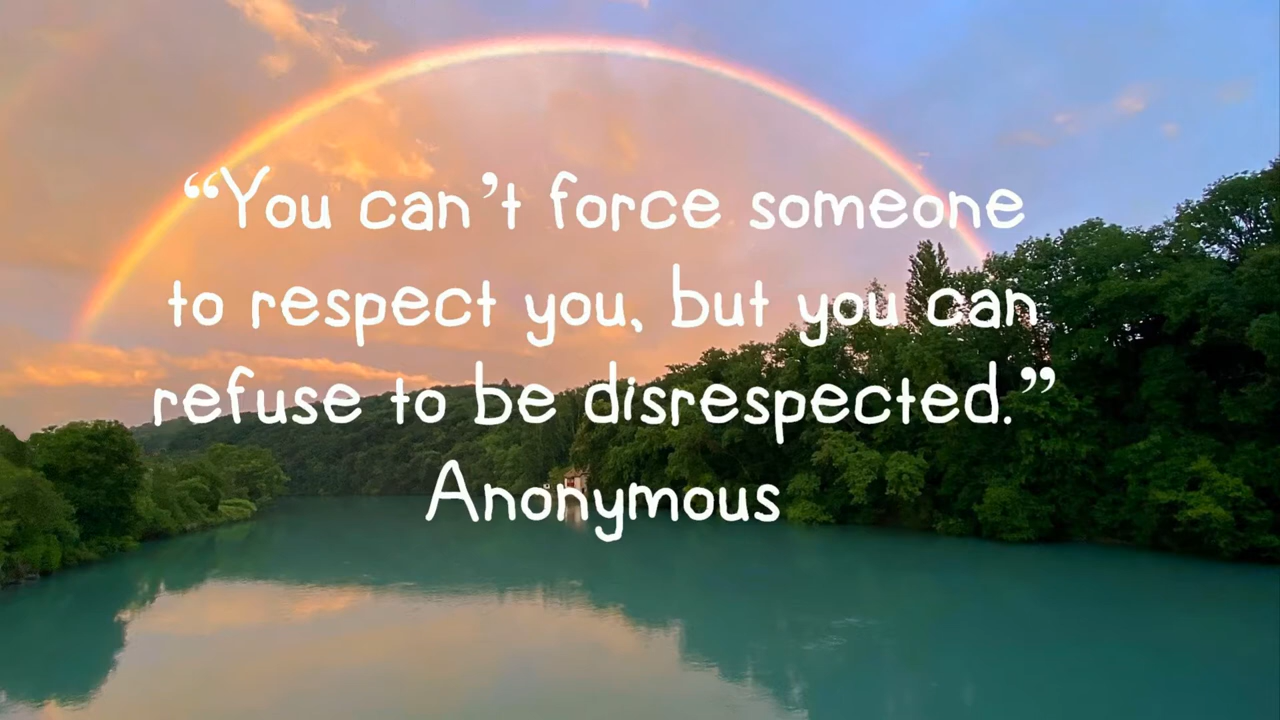 “You can’t force someone
to respect you, but you can
refuse to be disrespected.”
Anonymous